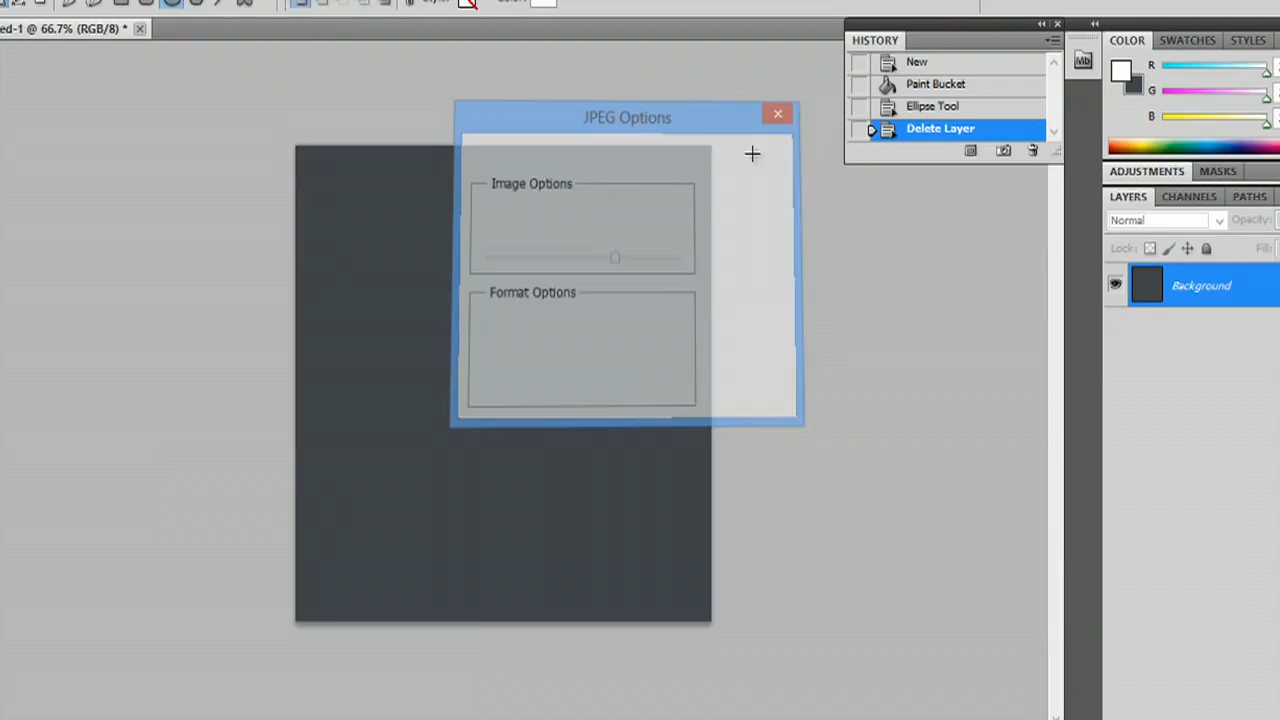 ed-1 @ 66.7% (RGB/8) *
HISTORY
New
Paint Bucket
Ellipse Tool
Delete Layer
Mb
COLOR SWATCHES STYLES
R
G
B
ADJUSTMENTS MASKS
LAYERS CHANNELS PATHS
Normal Opacity:
Lock: Fill:
Background
JPEG Options
Image Options
Format Options